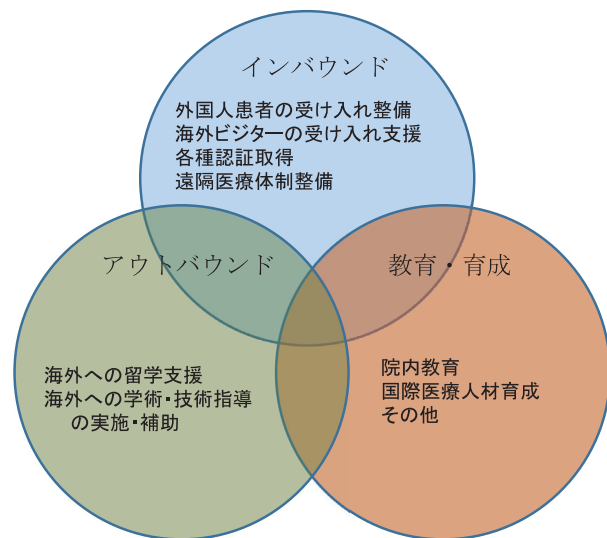 インバウンド
外国人患者の受け入れ整備
海外ビジターの受け入れ支援
各種認証取得
遠隔医療体制整備
アウトバウンド
海外への留学支援
海外への学術・技術指導
の実施・補助
教育・育成
院内教育
国際医療人材育成
その他